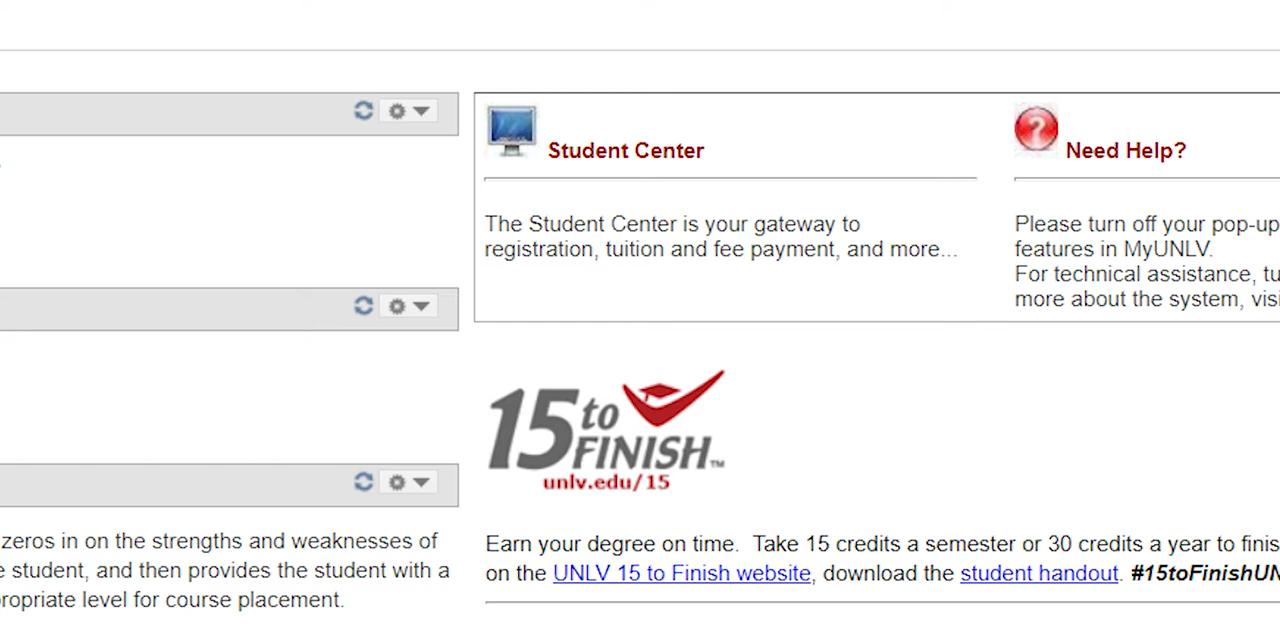 Student Center
The Student Center is your gateway to
registration, tuition and fee payment, and more...
Need Help?
Please turn off your pop-up
features in MyUNLV.
For technical assistance, tu
more about the system, visi
15 to
FINISH™
unlv.edu/15
Earn your degree on time. Take 15 credits a semester or 30 credits a year to finis
on the UNLV 15 to Finish website, download the student handout. #15toFinishUN
zeros in on the strengths and weaknesses of
e student, and then provides the student with a
ropriate level for course placement.